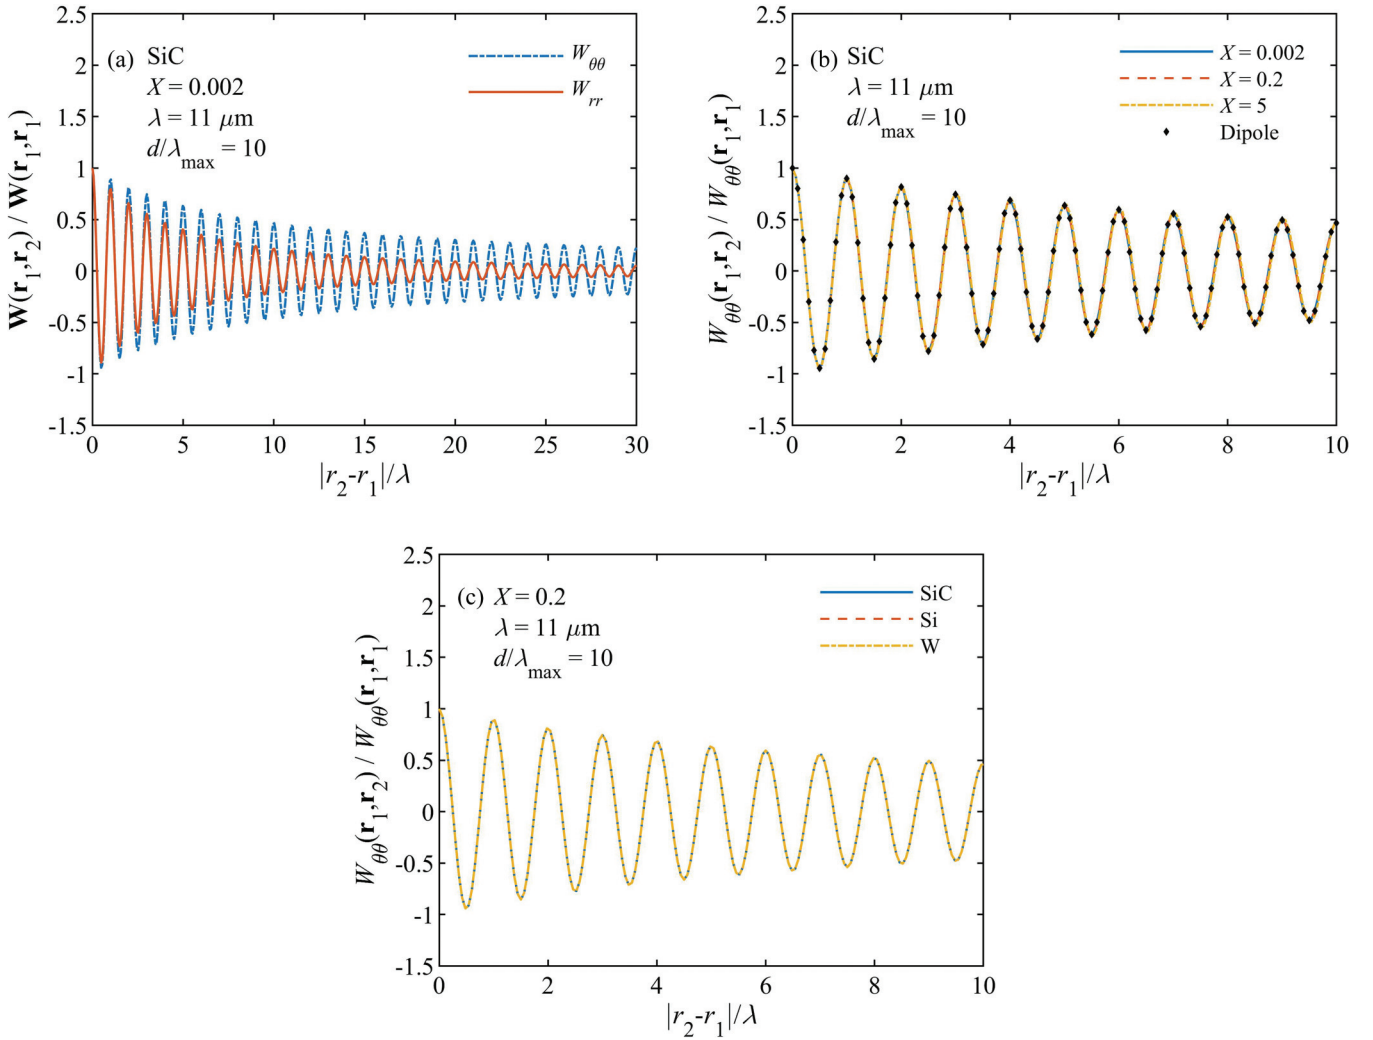 (a) SiC
X = 0.002
λ = 11 μm
d/λmax = 10
Wθθ
Wrr
2.5
2
1.5
1
0.5
0
-0.5
-1
-1.5
0 5 10 15 20 25 30
W(r1,r2) / W(r1,r1)
|r2-r1|/λ
(b) SiC
λ = 11 μm
d/λmax = 10
X = 0.002
X = 0.2
X = 5
Dipole
2.5
2
1.5
1
0.5
0
-0.5
-1
-1.5
0 2 4 6 8 10
Wθθ(r1,r2) / Wθθ(r1,r1)
|r2-r1|/λ
(c) X = 0.2
λ = 11 μm
d/λmax = 10
SiC
Si
W
2.5
2
1.5
1
0.5
0
-0.5
-1
-1.5
0 2 4 6 8 10
Wθθ(r1,r2) / Wθθ(r1,r1)
|r2-r1|/λ